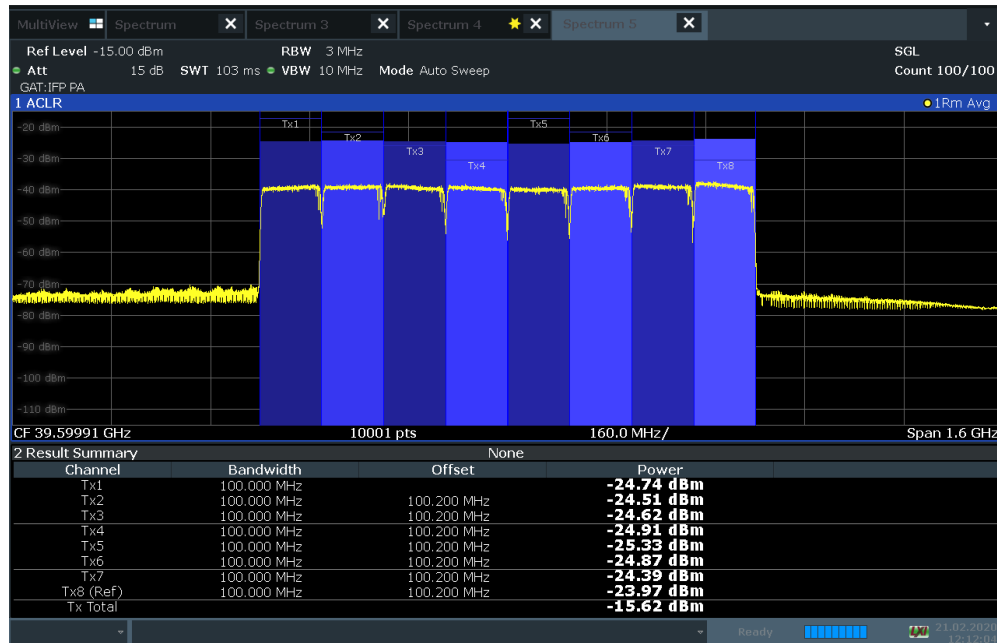 MultiView Spectrum X Spectrum 3 X Spectrum 4 X Spectrum 5 X
Ref Level -15.00 dBm RBW 3 MHz SGL
Att 15 dB SWT 103 ms VBW 10 MHz Mode Auto Sweep Count 100/100
GAT:IFP PA
1 ACLR 1Rm Avg
Tx1 Tx5
-20 dBm
Tx2 Tx6
Tx3 Tx7
-30 dBm
Tx4 Tx8
-40 dBm
-50 dBm
-60 dBm
-70 dBm
-80 dBm
-90 dBm
-100 dBm
-110 dBm
CF 39.59991 GHz 10001 pts 160.0 MHz/ Span 1.6 GHz
2 Result Summary None
Channel Bandwidth Offset Power
Tx1 100.000 MHz -24.74 dBm
Tx2 100.000 MHz 100.200 MHz -24.51 dBm
Tx3 100.000 MHz 100.200 MHz -24.62 dBm
Tx4 100.000 MHz 100.200 MHz -24.91 dBm
Tx5 100.000 MHz 100.200 MHz -25.33 dBm
Tx6 100.000 MHz 100.200 MHz -24.87 dBm
Tx7 100.000 MHz 100.200 MHz -24.39 dBm
Tx8 (Ref) 100.000 MHz 100.200 MHz -23.97 dBm
Tx Total -15.62 dBm
Ready LXI 21.02.2020
12:12:04